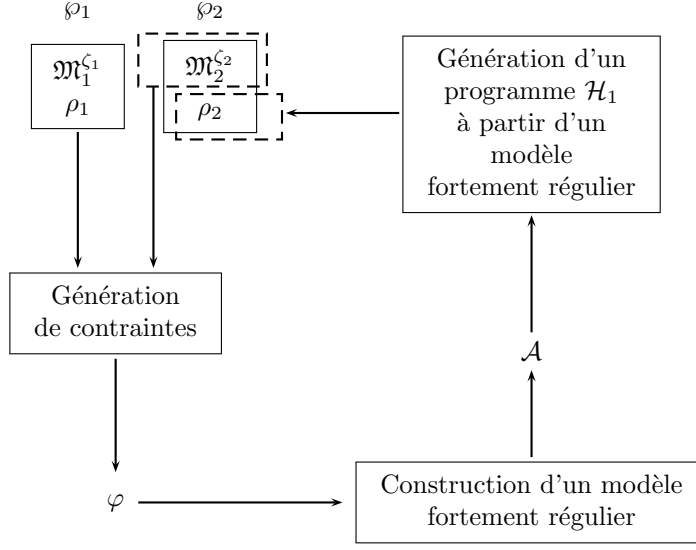 ℘₁
℘₂
𝔐₁^ζ₁
ρ₁
𝔐₂^ζ₂
ρ₂
Génération d'un
programme ℋ₁
à partir d'un
modèle
fortement régulier
Génération
de contraintes
𝒜
φ
Construction d'un modèle
fortement régulier